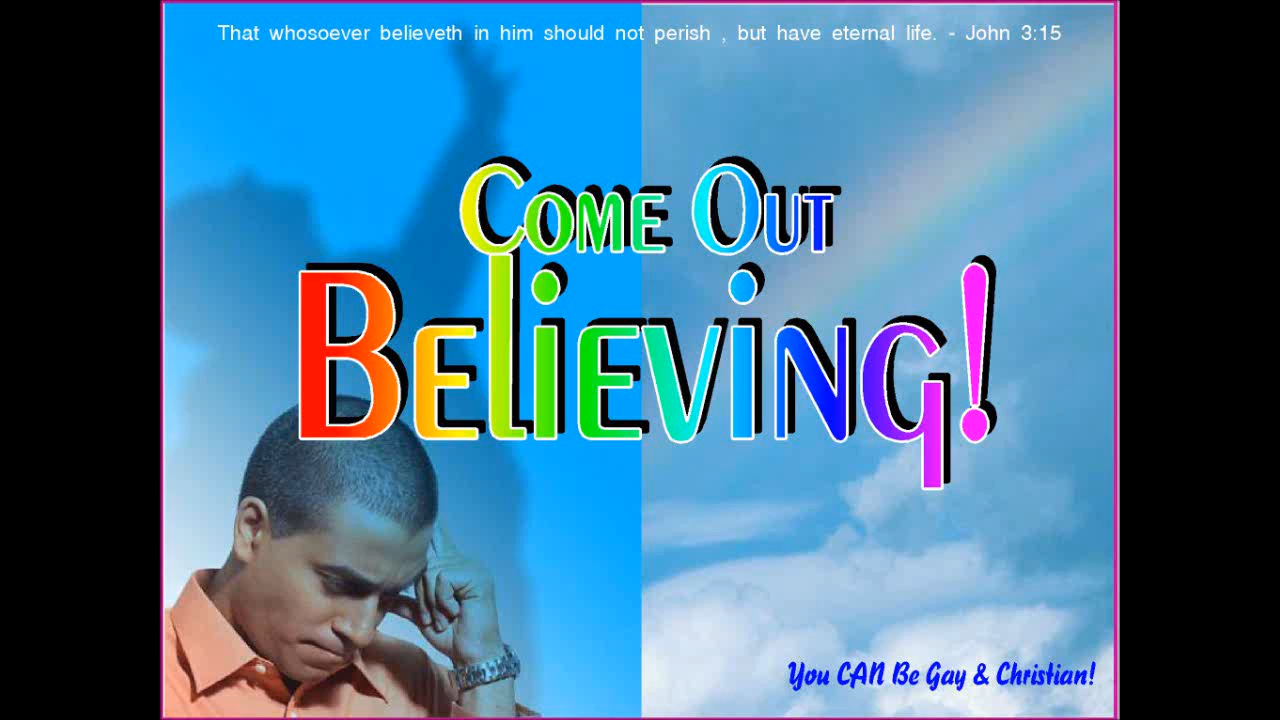 That whosoever believeth in him should not perish , but have eternal life. - John 3:15
Come Out
Believing!
You CAN Be Gay & Christian!